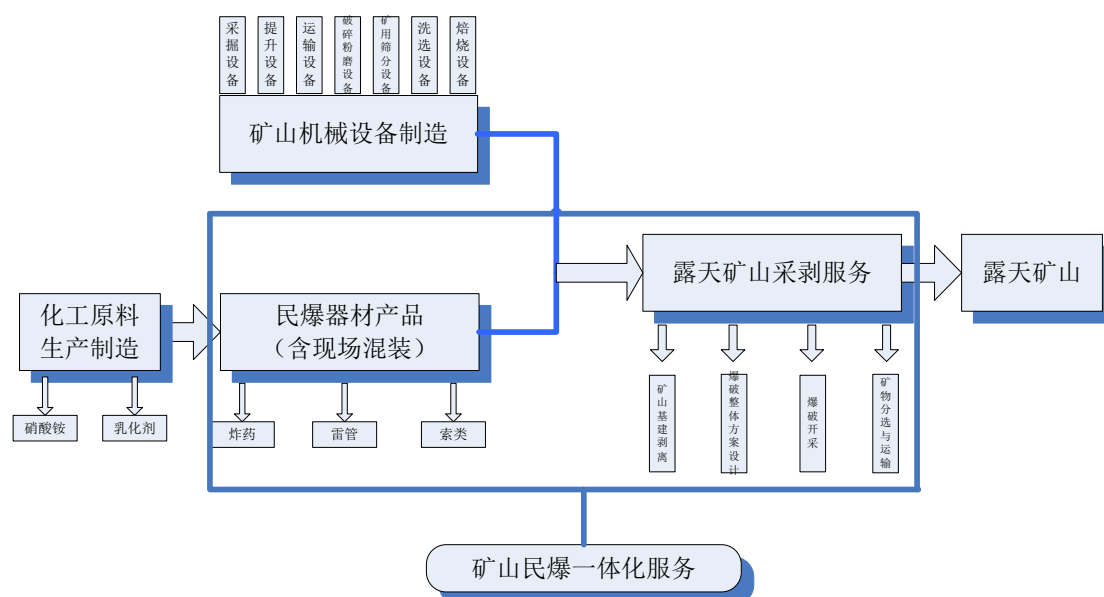 采掘设备
提升设备
运输设备
破碎粉磨设备
矿用筛分设备
洗选设备
焙烧设备
矿山机械设备制造
化工原料
生产制造
硝酸铵
乳化剂
民爆器材产品
（含现场混装）
炸药
雷管
索类
露天矿山采剥服务
矿山基建剥离
爆破整体方案设计
爆破开采
矿物分选与运输
露天矿山
矿山民爆一体化服务